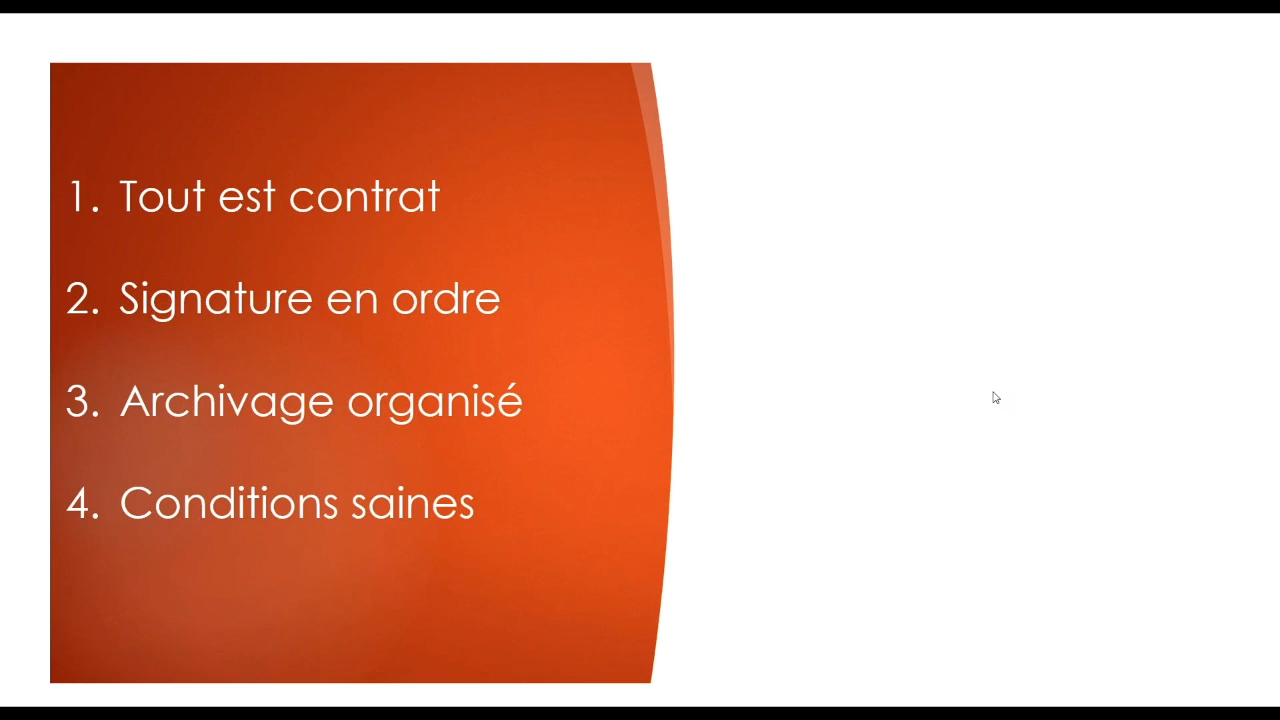 1. Tout est contrat
2. Signature en ordre
3. Archivage organisé
4. Conditions saines